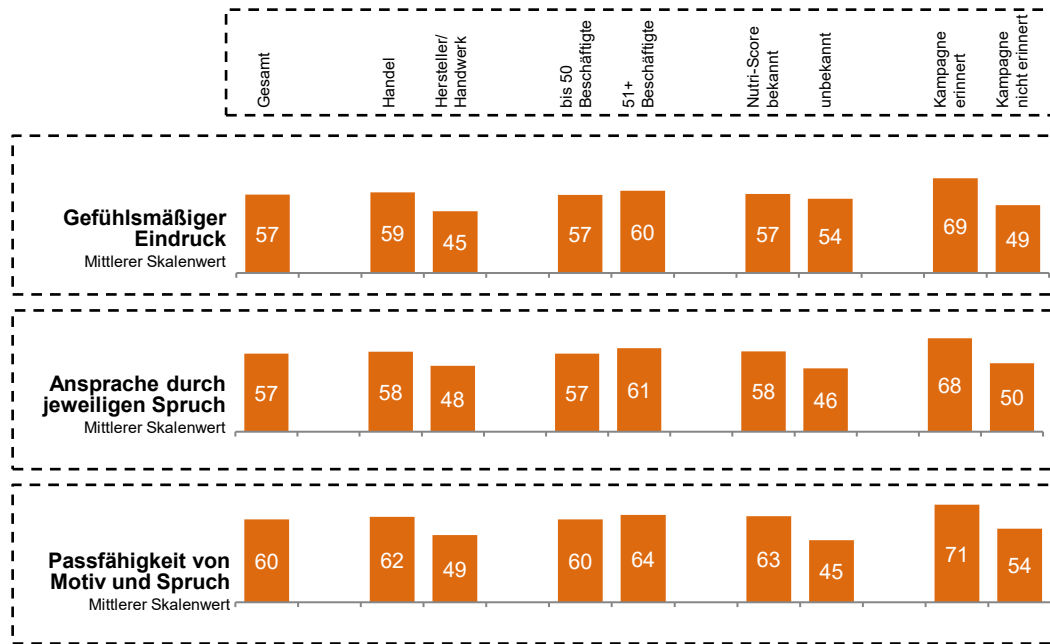 Gesamt
Handel
Hersteller/
Handwerk
bis 50
Beschäftigte
51+
Beschäftigte
Nutri-Score
bekannt
unbekannt
Kampagne
erinnert
Kampagne
nicht erinnert
Gefühlsmäßiger
Eindruck
Mittlerer Skalenwert
57 59 45 57 60 57 54 69 49
Ansprache durch
jeweiligen Spruch
Mittlerer Skalenwert
57 58 48 57 61 58 46 68 50
Passfähigkeit von
Motiv und Spruch
Mittlerer Skalenwert
60 62 49 60 64 63 45 71 54